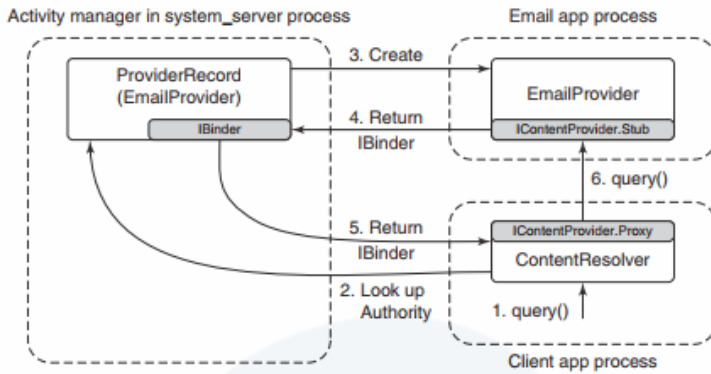 Activity manager in system_server process
Email app process
ProviderRecord
(EmailProvider)
IBinder
3. Create
EmailProvider
IContentProvider.Stub
4. Return
IBinder
6. query()
5. Return
IBinder
IContentProvider.Proxy
ContentResolver
2. Look up
Authority
1. query()
Client app process